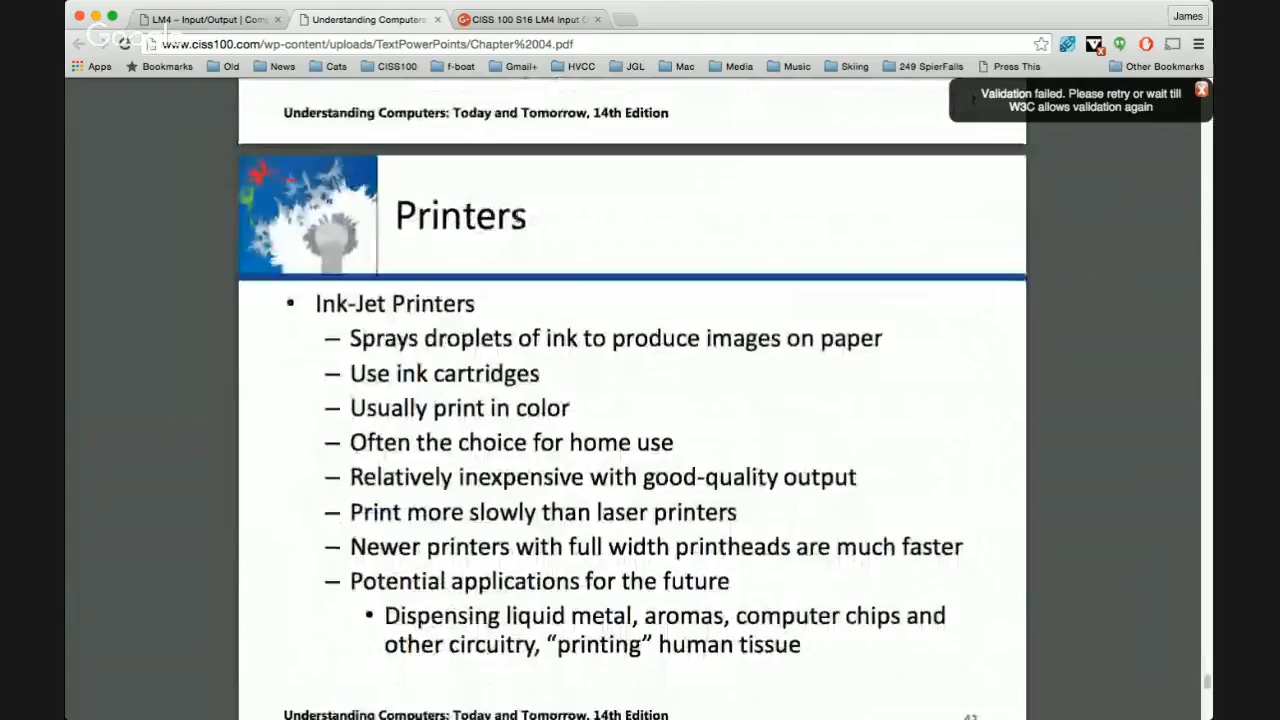 LM4 – Input/Output | Com
Understanding Computers:
CISS 100 S16 LM4 Input
James
Google
www.ciss100.com/wp-content/uploads/TextPowerPoints/Chapter%2004.pdf
Apps Bookmarks Old News Cats CISS100 f-boat Gmail+ HVCC JGL Mac Media Music Skiing 249 SpierFalls Press This Other Bookmarks
Validation failed. Please retry or wait till
W3C allows validation again
Understanding Computers: Today and Tomorrow, 14th Edition
Printers
• Ink-Jet Printers
– Sprays droplets of ink to produce images on paper
– Use ink cartridges
– Usually print in color
– Often the choice for home use
– Relatively inexpensive with good-quality output
– Print more slowly than laser printers
– Newer printers with full width printheads are much faster
– Potential applications for the future
• Dispensing liquid metal, aromas, computer chips and
other circuitry, “printing” human tissue
Understanding Computers: Today and Tomorrow, 14th Edition